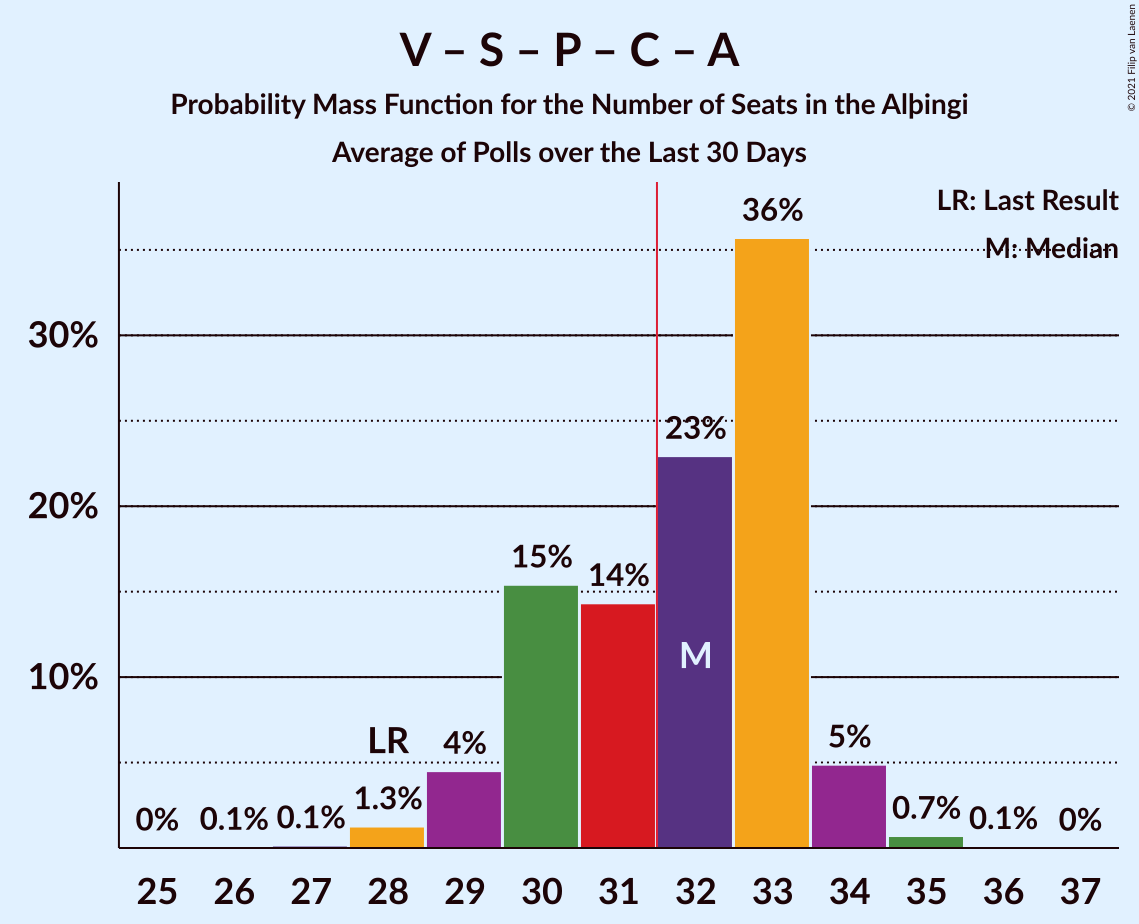 V – S – P – C – A
Probability Mass Function for the Number of Seats in the Alþingi
Average of Polls over the Last 30 Days
© 2021 Filip van Laenen
LR: Last Result
M: Median
36%
30%
23%
20%
15%
14%
M
10%
LR
4%
5%
1.3%
0%
0.1%
0.1%
0.7%
0.1%
0%
25 26 27 28 29 30 31 32 33 34 35 36 37